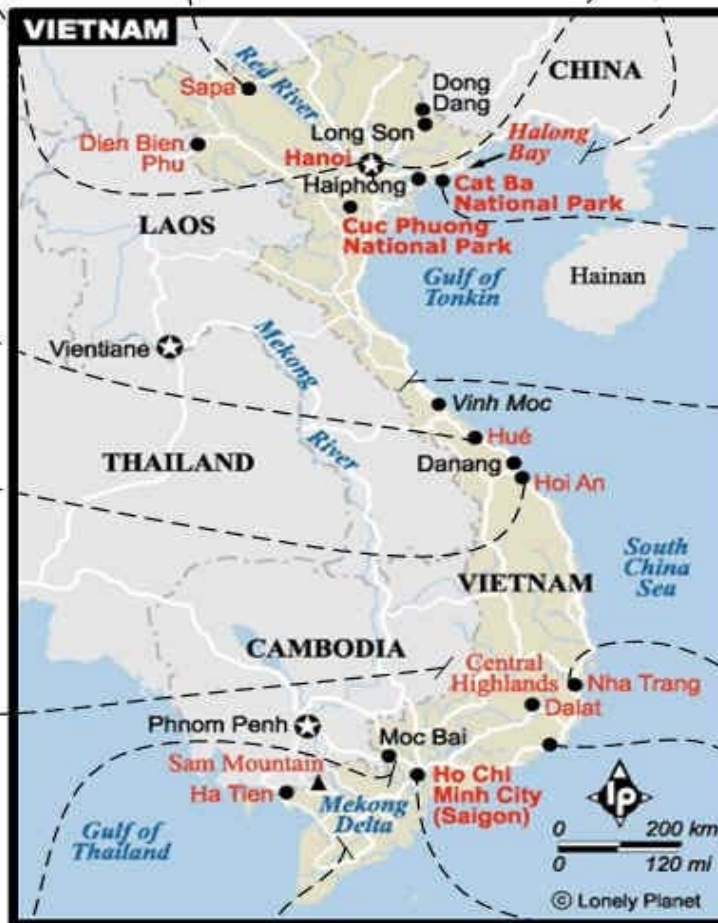 VIETNAM
CHINA
Red River
Sapa
Dong
Dang
Long Son
Halong
Bay
Dien Bien
Phu
Hanoi
Haiphong
Cat Ba
National Park
LAOS
Cuc Phuong
National Park
Gulf of
Tonkin
Hainan
Vientiane
Mekong
River
Vinh Moc
Hué
THAILAND
Danang
Hoi An
South
China
Sea
VIETNAM
CAMBODIA
Central
Highlands
Nha Trang
Dalat
Phnom Penh
Moc Bai
Sam Mountain
Ha Tien
Ho Chi
Minh City
(Saigon)
Mekong
Delta
Gulf of
Thailand
lp
0 200 km
0 120 mi
© Lonely Planet